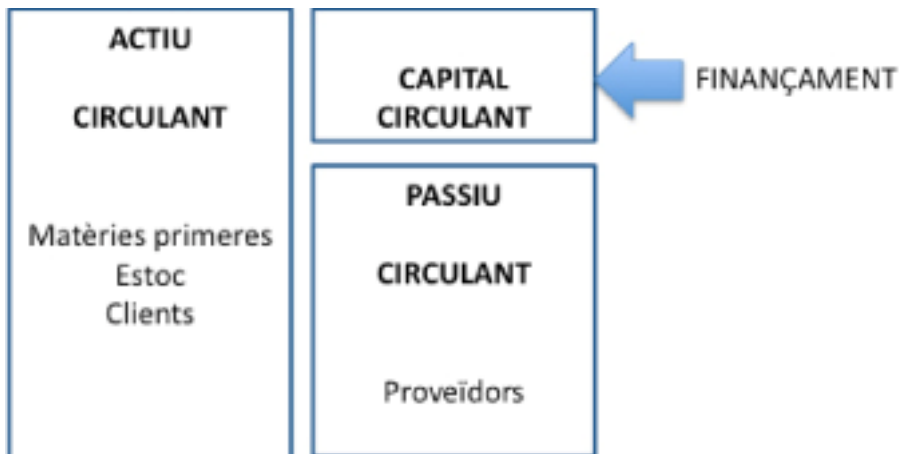 ACTIU
CIRCULANT
Matèries primeres
Estoc
Clients
CAPITAL
CIRCULANT
FINANÇAMENT
PASSIU
CIRCULANT
Proveïdors